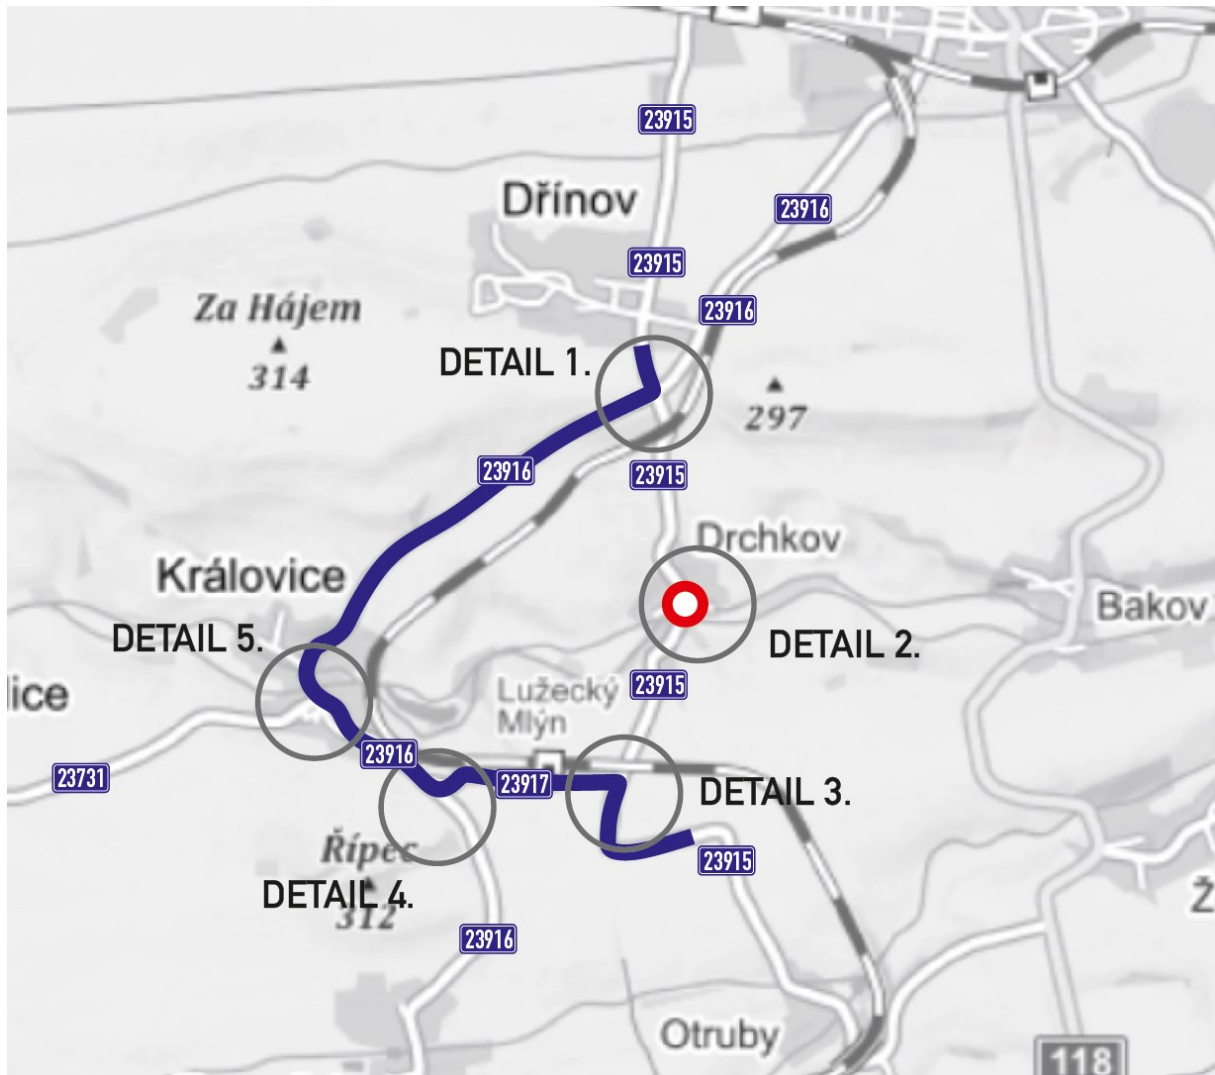 23915
Dřínov
23916
23915
Za Hájem
23916
314
DETAIL 1.
297
23916
23915
Drchkov
Královice
Bakov
DETAIL 5.
DETAIL 2.
lice
Lužecký
Mlýn
23915
23916
23731
23917
DETAIL 3.
Řípec
23915
DETAIL 4.
312
Ž
23916
Otruby
118